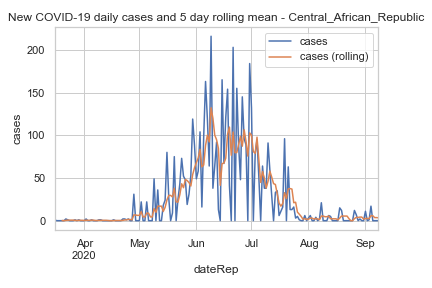 New COVID-19 daily cases and 5 day rolling mean - Central_African_Republic
cases
cases (rolling)
200
150
100
50
0
cases
Apr
2020
May
Jun
Jul
Aug
Sep
dateRep